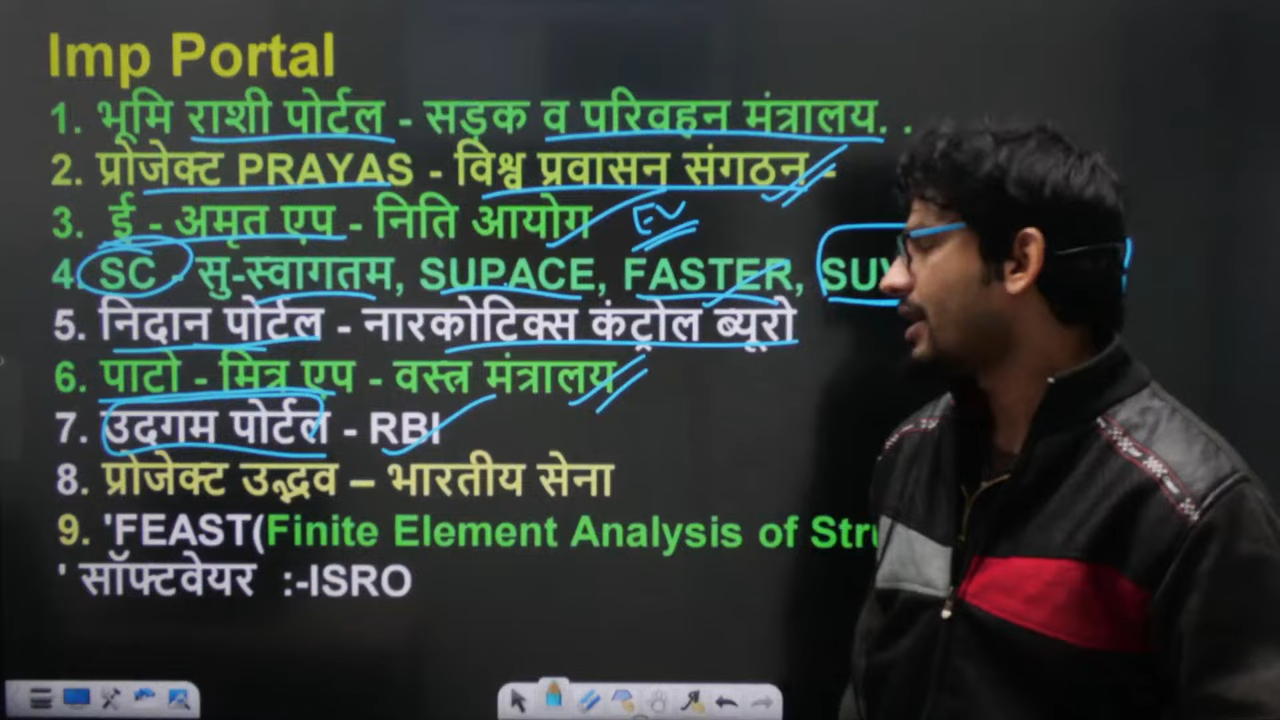 Imp Portal
1. भूमि राशी पोर्टल - सड़क व परिवहन मंत्रालय. .
2. प्रोजेक्ट PRAYAS - विश्व प्रवासन संगठन -
3. ई - अमृत एप - निति आयोग EV
4. SC - सु-स्वागतम, SUPACE, FASTER,
5. निदान पोर्टल - नारकोटिक्स कंट्रोल ब्यूरो
6. पाटो - मित्र एप - वस्त्र मंत्रालय
7. उदगम पोर्टल - RBI
8. प्रोजेक्ट उद्भव – भारतीय सेना
9. 'FEAST(Finite Element Analysis of
' सॉफ्टवेयर :-ISRO